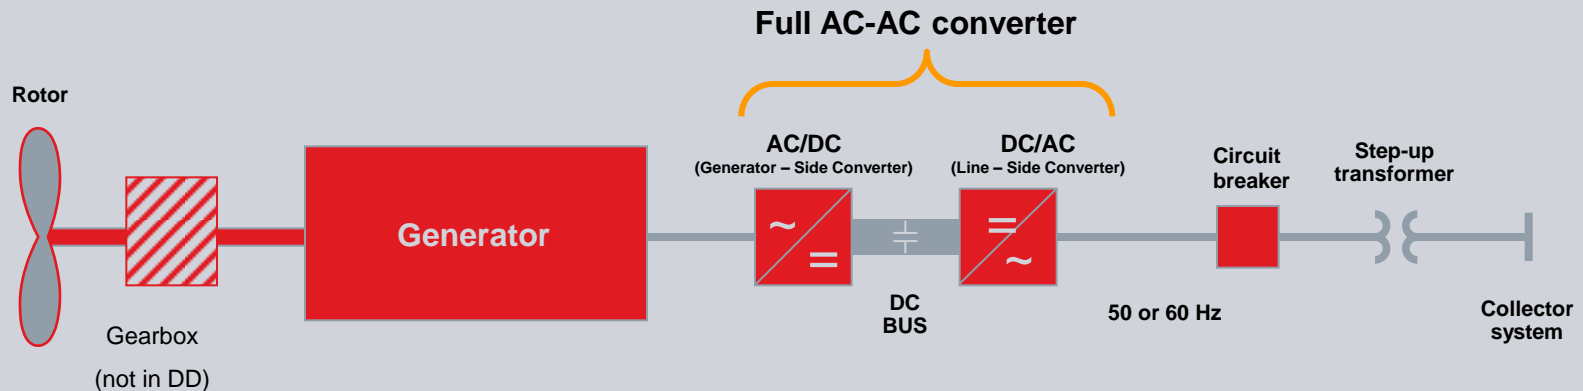 Full AC-AC converter
Rotor
AC/DC
(Generator – Side Converter)
DC/AC
(Line – Side Converter)
Circuit
breaker
Step-up
transformer
Generator
~
=
=
~
DC
BUS
50 or 60 Hz
Collector
system
Gearbox
(not in DD)